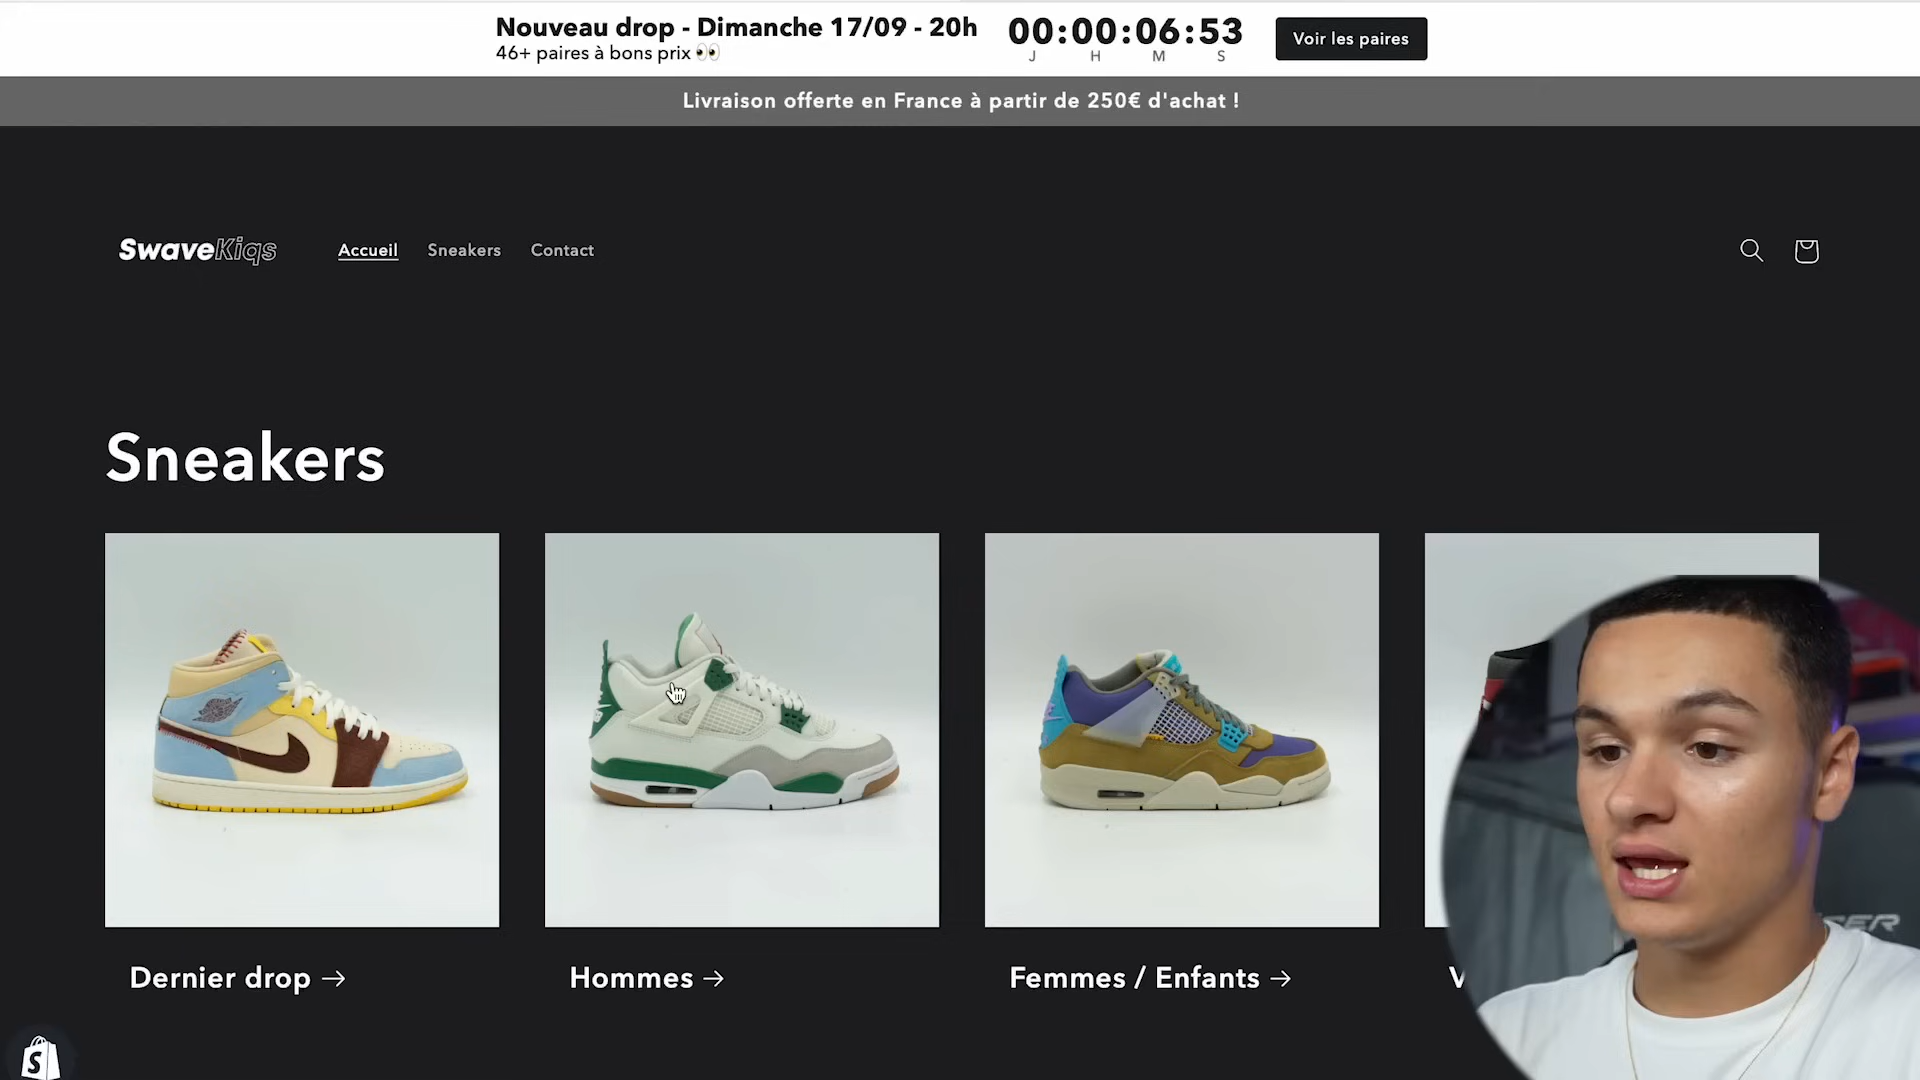 Nouveau drop - Dimanche 17/09 - 20h
46+ paires à bons prix 👀
00:00:06:53
J H M S
Voir les paires
Livraison offerte en France à partir de 250€ d'achat !
SwaveKiqs
Accueil
Sneakers
Contact
Sneakers
Dernier drop →
Hommes →
Femmes / Enfants →